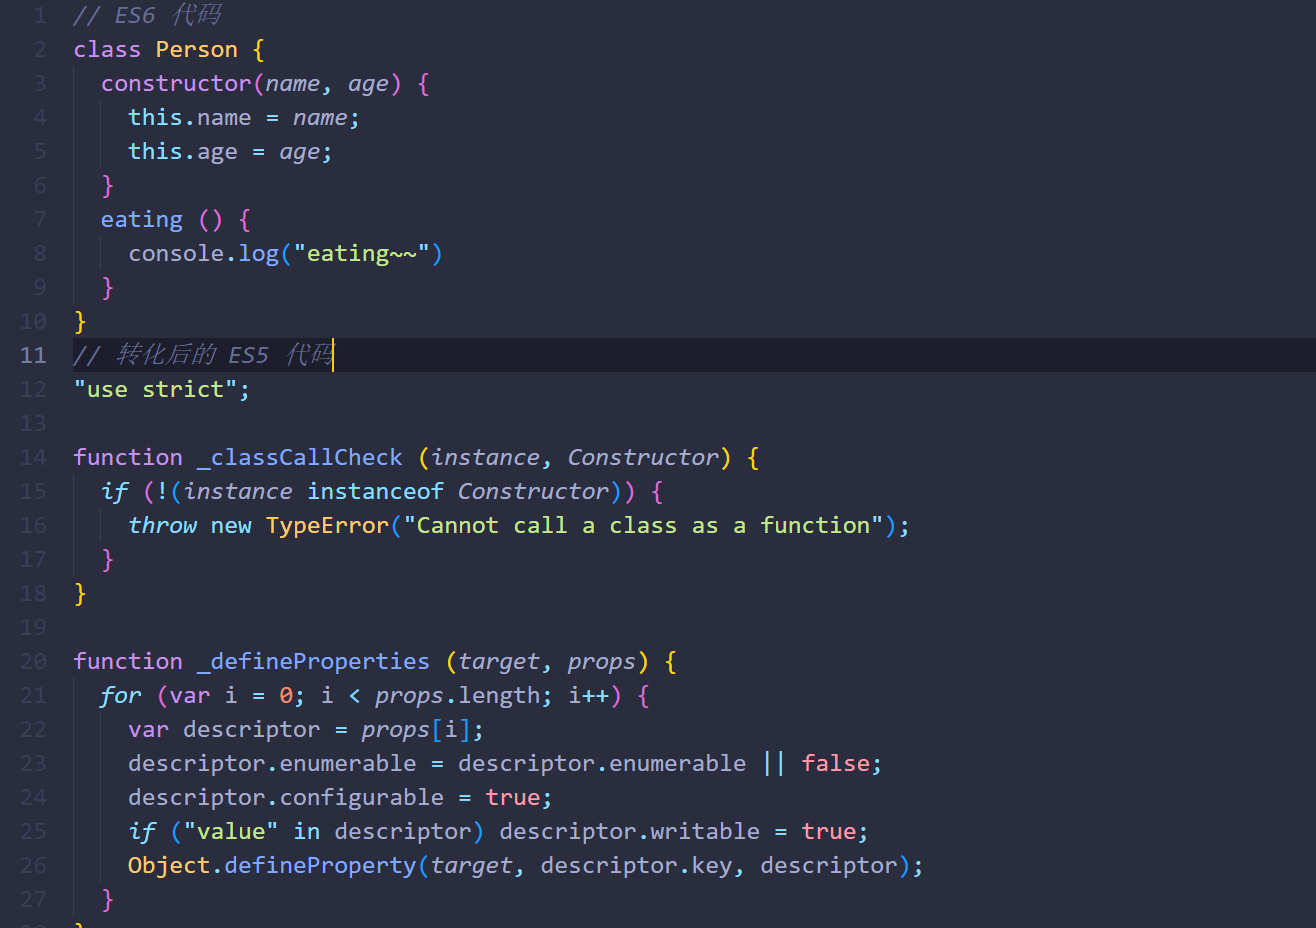 1 // ES6 代码
2 class Person {
3   constructor(name, age) {
4     this.name = name;
5     this.age = age;
6   }
7   eating () {
8     console.log("eating~~")
9   }
10 }
11 // 转化后的 ES5 代码
12 "use strict";
13
14 function _classCallCheck (instance, Constructor) {
15   if (!(instance instanceof Constructor)) {
16     throw new TypeError("Cannot call a class as a function");
17   }
18 }
19
20 function _defineProperties (target, props) {
21   for (var i = 0; i < props.length; i++) {
22     var descriptor = props[i];
23     descriptor.enumerable = descriptor.enumerable || false;
24     descriptor.configurable = true;
25     if ("value" in descriptor) descriptor.writable = true;
26     Object.defineProperty(target, descriptor.key, descriptor);
27   }